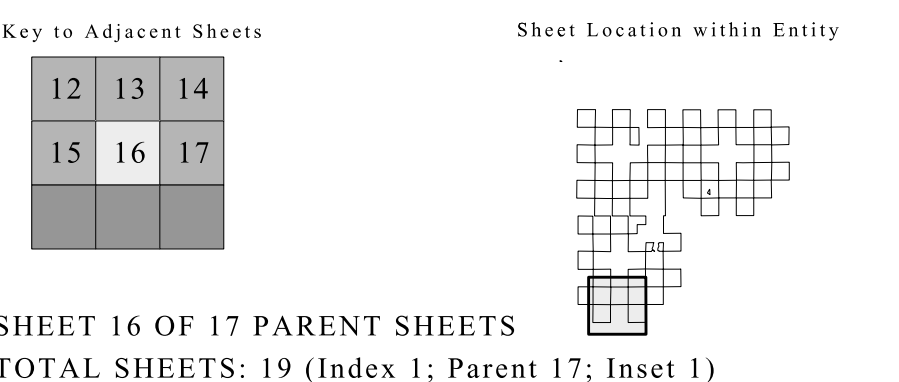 Key to Adjacent Sheets
Sheet Location within Entity
12 13 14
15 16 17
4
SHEET 16 OF 17 PARENT SHEETS
TOTAL SHEETS: 19 (Index 1; Parent 17; Inset 1)